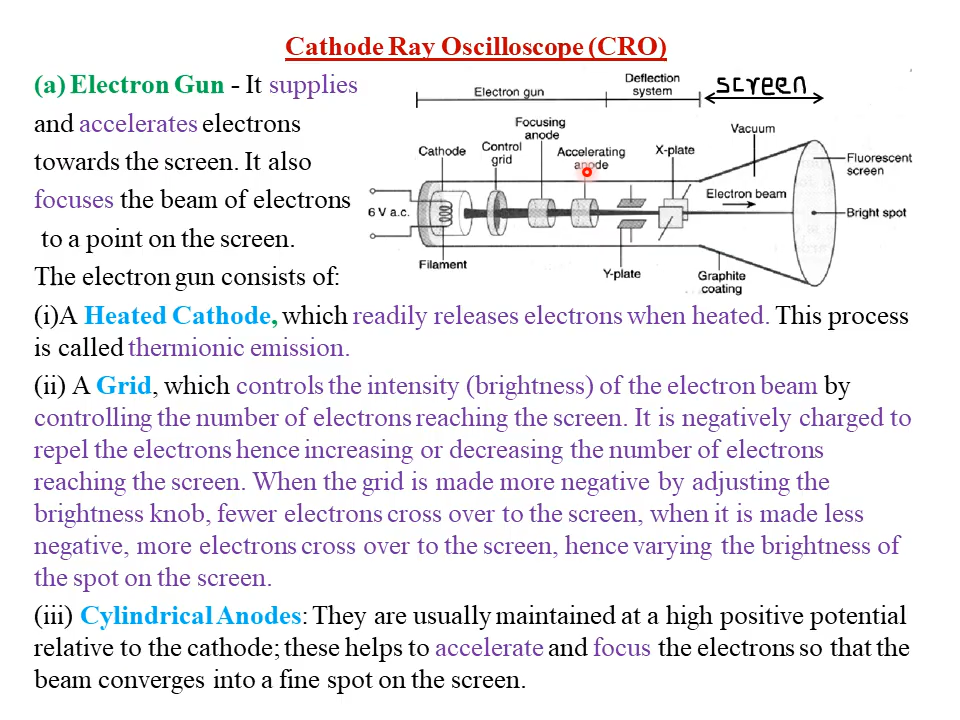 Cathode Ray Oscilloscope (CRO)
(a) Electron Gun - It supplies
and accelerates electrons
towards the screen. It also
focuses the beam of electrons
to a point on the screen.
The electron gun consists of:
Electron gun
Deflection
system
screen
Focusing
anode
Cathode
Control
grid
Accelerating
anode
X-plate
Vacuum
Fluorescent
screen
Electron beam
6 V a.c.
Bright spot
Filament
Y-plate
Graphite
coating
(i)A Heated Cathode, which readily releases electrons when heated. This process
is called thermionic emission.
(ii) A Grid, which controls the intensity (brightness) of the electron beam by
controlling the number of electrons reaching the screen. It is negatively charged to
repel the electrons hence increasing or decreasing the number of electrons
reaching the screen. When the grid is made more negative by adjusting the
brightness knob, fewer electrons cross over to the screen, when it is made less
negative, more electrons cross over to the screen, hence varying the brightness of
the spot on the screen.
(iii) Cylindrical Anodes: They are usually maintained at a high positive potential
relative to the cathode; these helps to accelerate and focus the electrons so that the
beam converges into a fine spot on the screen.